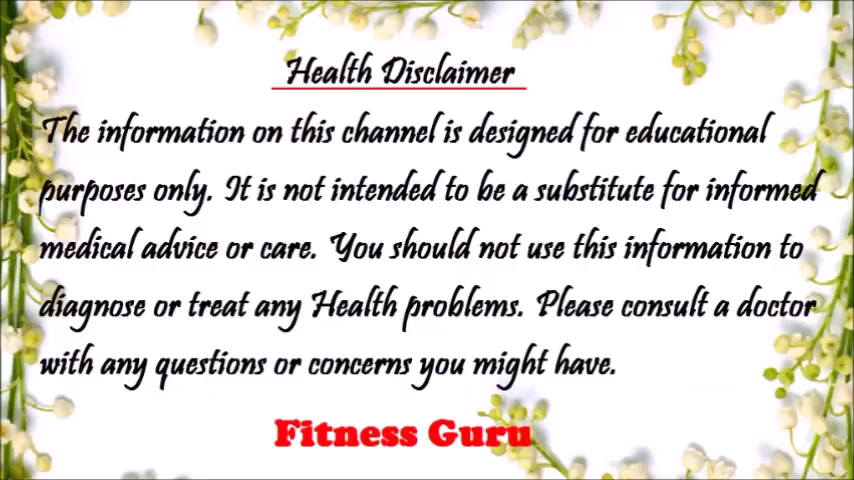 Health Disclaimer
The information on this channel is designed for educational
purposes only. It is not intended to be a substitute for informed
medical advice or care. You should not use this information to
diagnose or treat any Health problems. Please consult a doctor
with any questions or concerns you might have.
Fitness Guru